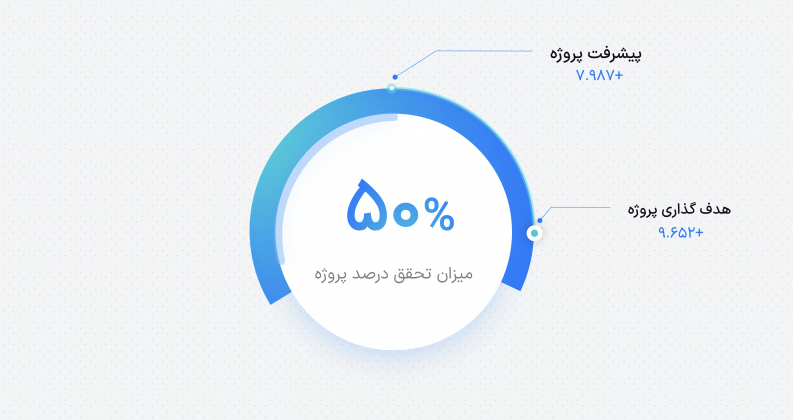 پیشرفت پروژه
۷.۹۸۷+
۵۰%
میزان تحقق درصد پروژه
هدف گذاری پروژه
۹.۶۵۲+